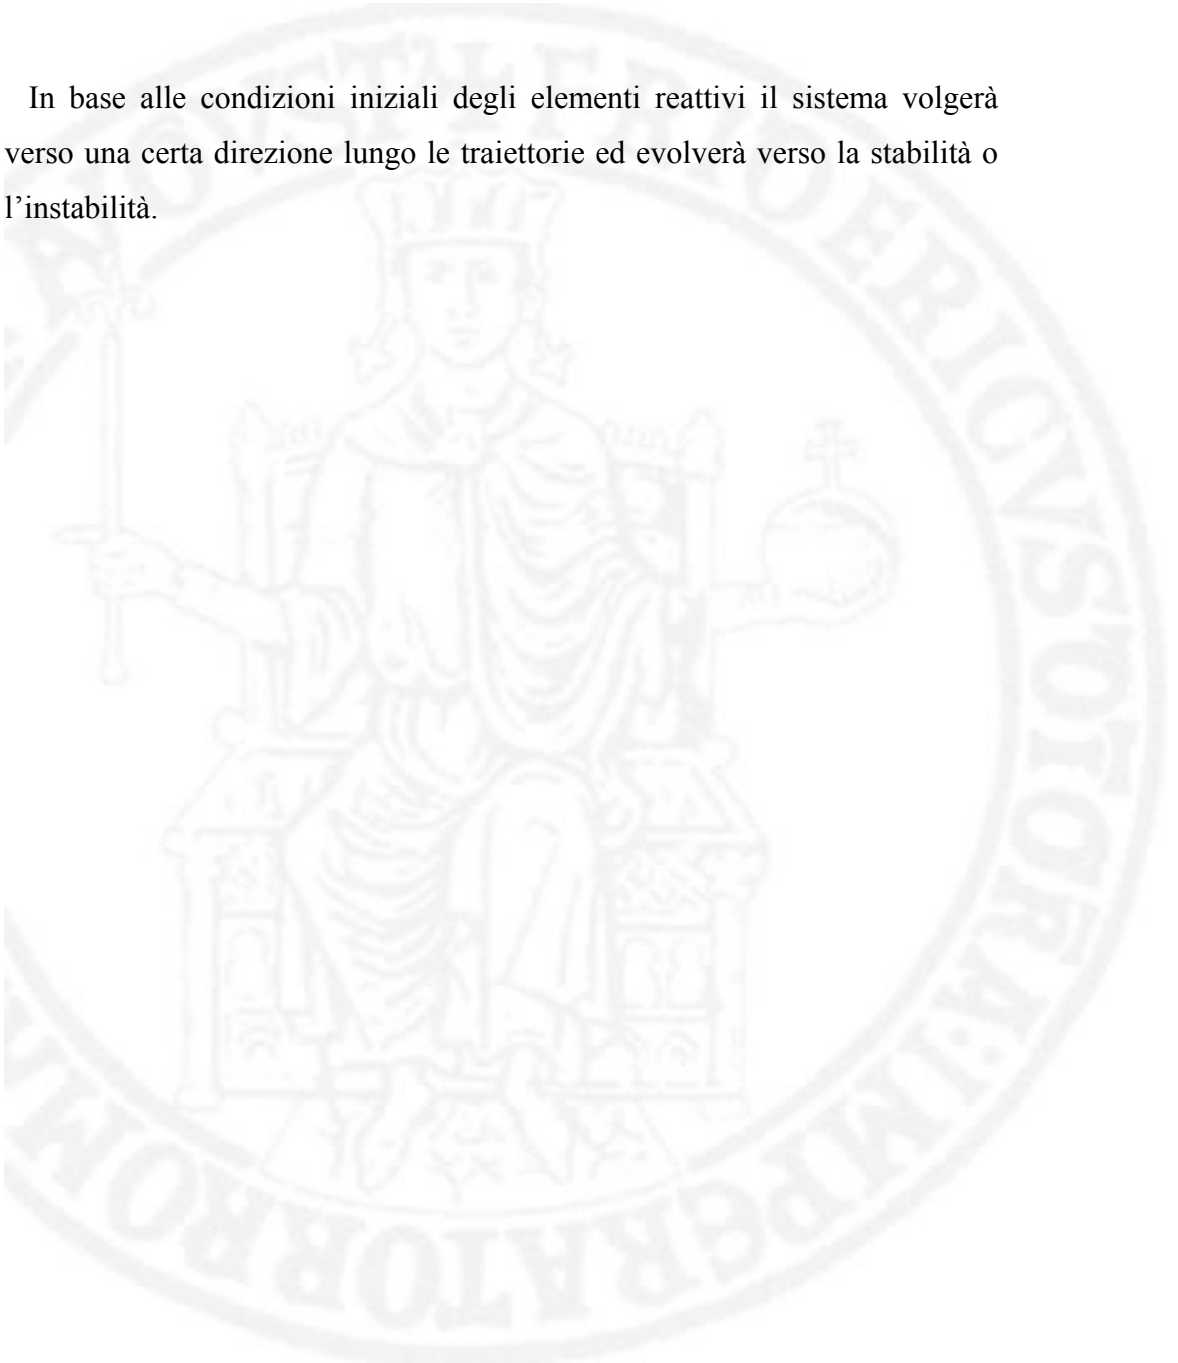 In base alle condizioni iniziali degli elementi reattivi il sistema volgerà
verso una certa direzione lungo le traiettorie ed evolverà verso la stabilità o
l’instabilità.